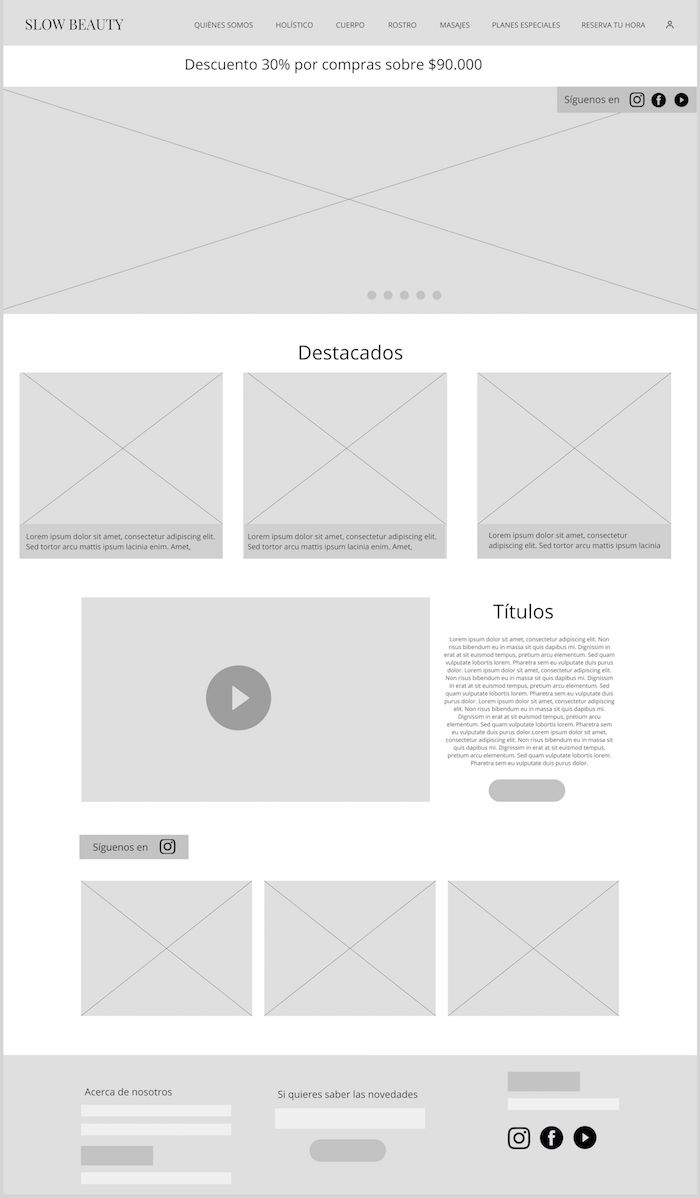 SLOW BEAUTY
QUIÉNES SOMOS HOLÍSTICO CUERPO ROSTRO MASAJES PLANES ESPECIALES RESERVA TU HORA
Descuento 30% por compras sobre $90.000
Síguenos en
Destacados
Lorem ipsum dolor sit amet, consectetur adipiscing elit.
Sed tortor arcu mattis ipsum lacinia enim. Amet,
Lorem ipsum dolor sit amet, consectetur adipiscing elit.
Sed tortor arcu mattis ipsum lacinia enim. Amet,
Lorem ipsum dolor sit amet, consectetur
adipiscing elit. Sed tortor arcu mattis ipsum lacinia
Títulos
Lorem ipsum dolor sit amet, consectetur adipiscing elit. Non
risus bibendum eu in massa sit quis dapibus mi. Dignissim in
erat at sit euismod tempus, pretium arcu elementum. Sed quam
vulputate lobortis lorem. Pharetra sem eu vulputate duis purus
dolor. Lorem ipsum dolor sit amet, consectetur adipiscing elit.
Non risus bibendum eu in massa sit quis dapibus mi. Dignissim
in erat at sit euismod tempus, pretium arcu elementum. Sed
quam vulputate lobortis lorem. Pharetra sem eu vulputate duis
purus dolor. Lorem ipsum dolor sit amet, consectetur adipiscing
elit. Non risus bibendum eu in massa sit quis dapibus mi.
Dignissim in erat at sit euismod tempus, pretium arcu
elementum. Sed quam vulputate lobortis lorem. Pharetra sem
eu vulputate duis purus dolor.Lorem ipsum dolor sit amet,
consectetur adipiscing elit. Non risus bibendum eu in massa sit
quis dapibus mi. Dignissim in erat at sit euismod tempus,
pretium arcu elementum. Sed quam vulputate lobortis lorem.
Pharetra sem eu vulputate duis purus dolor.
Síguenos en
Acerca de nosotros
Si quieres saber las novedades